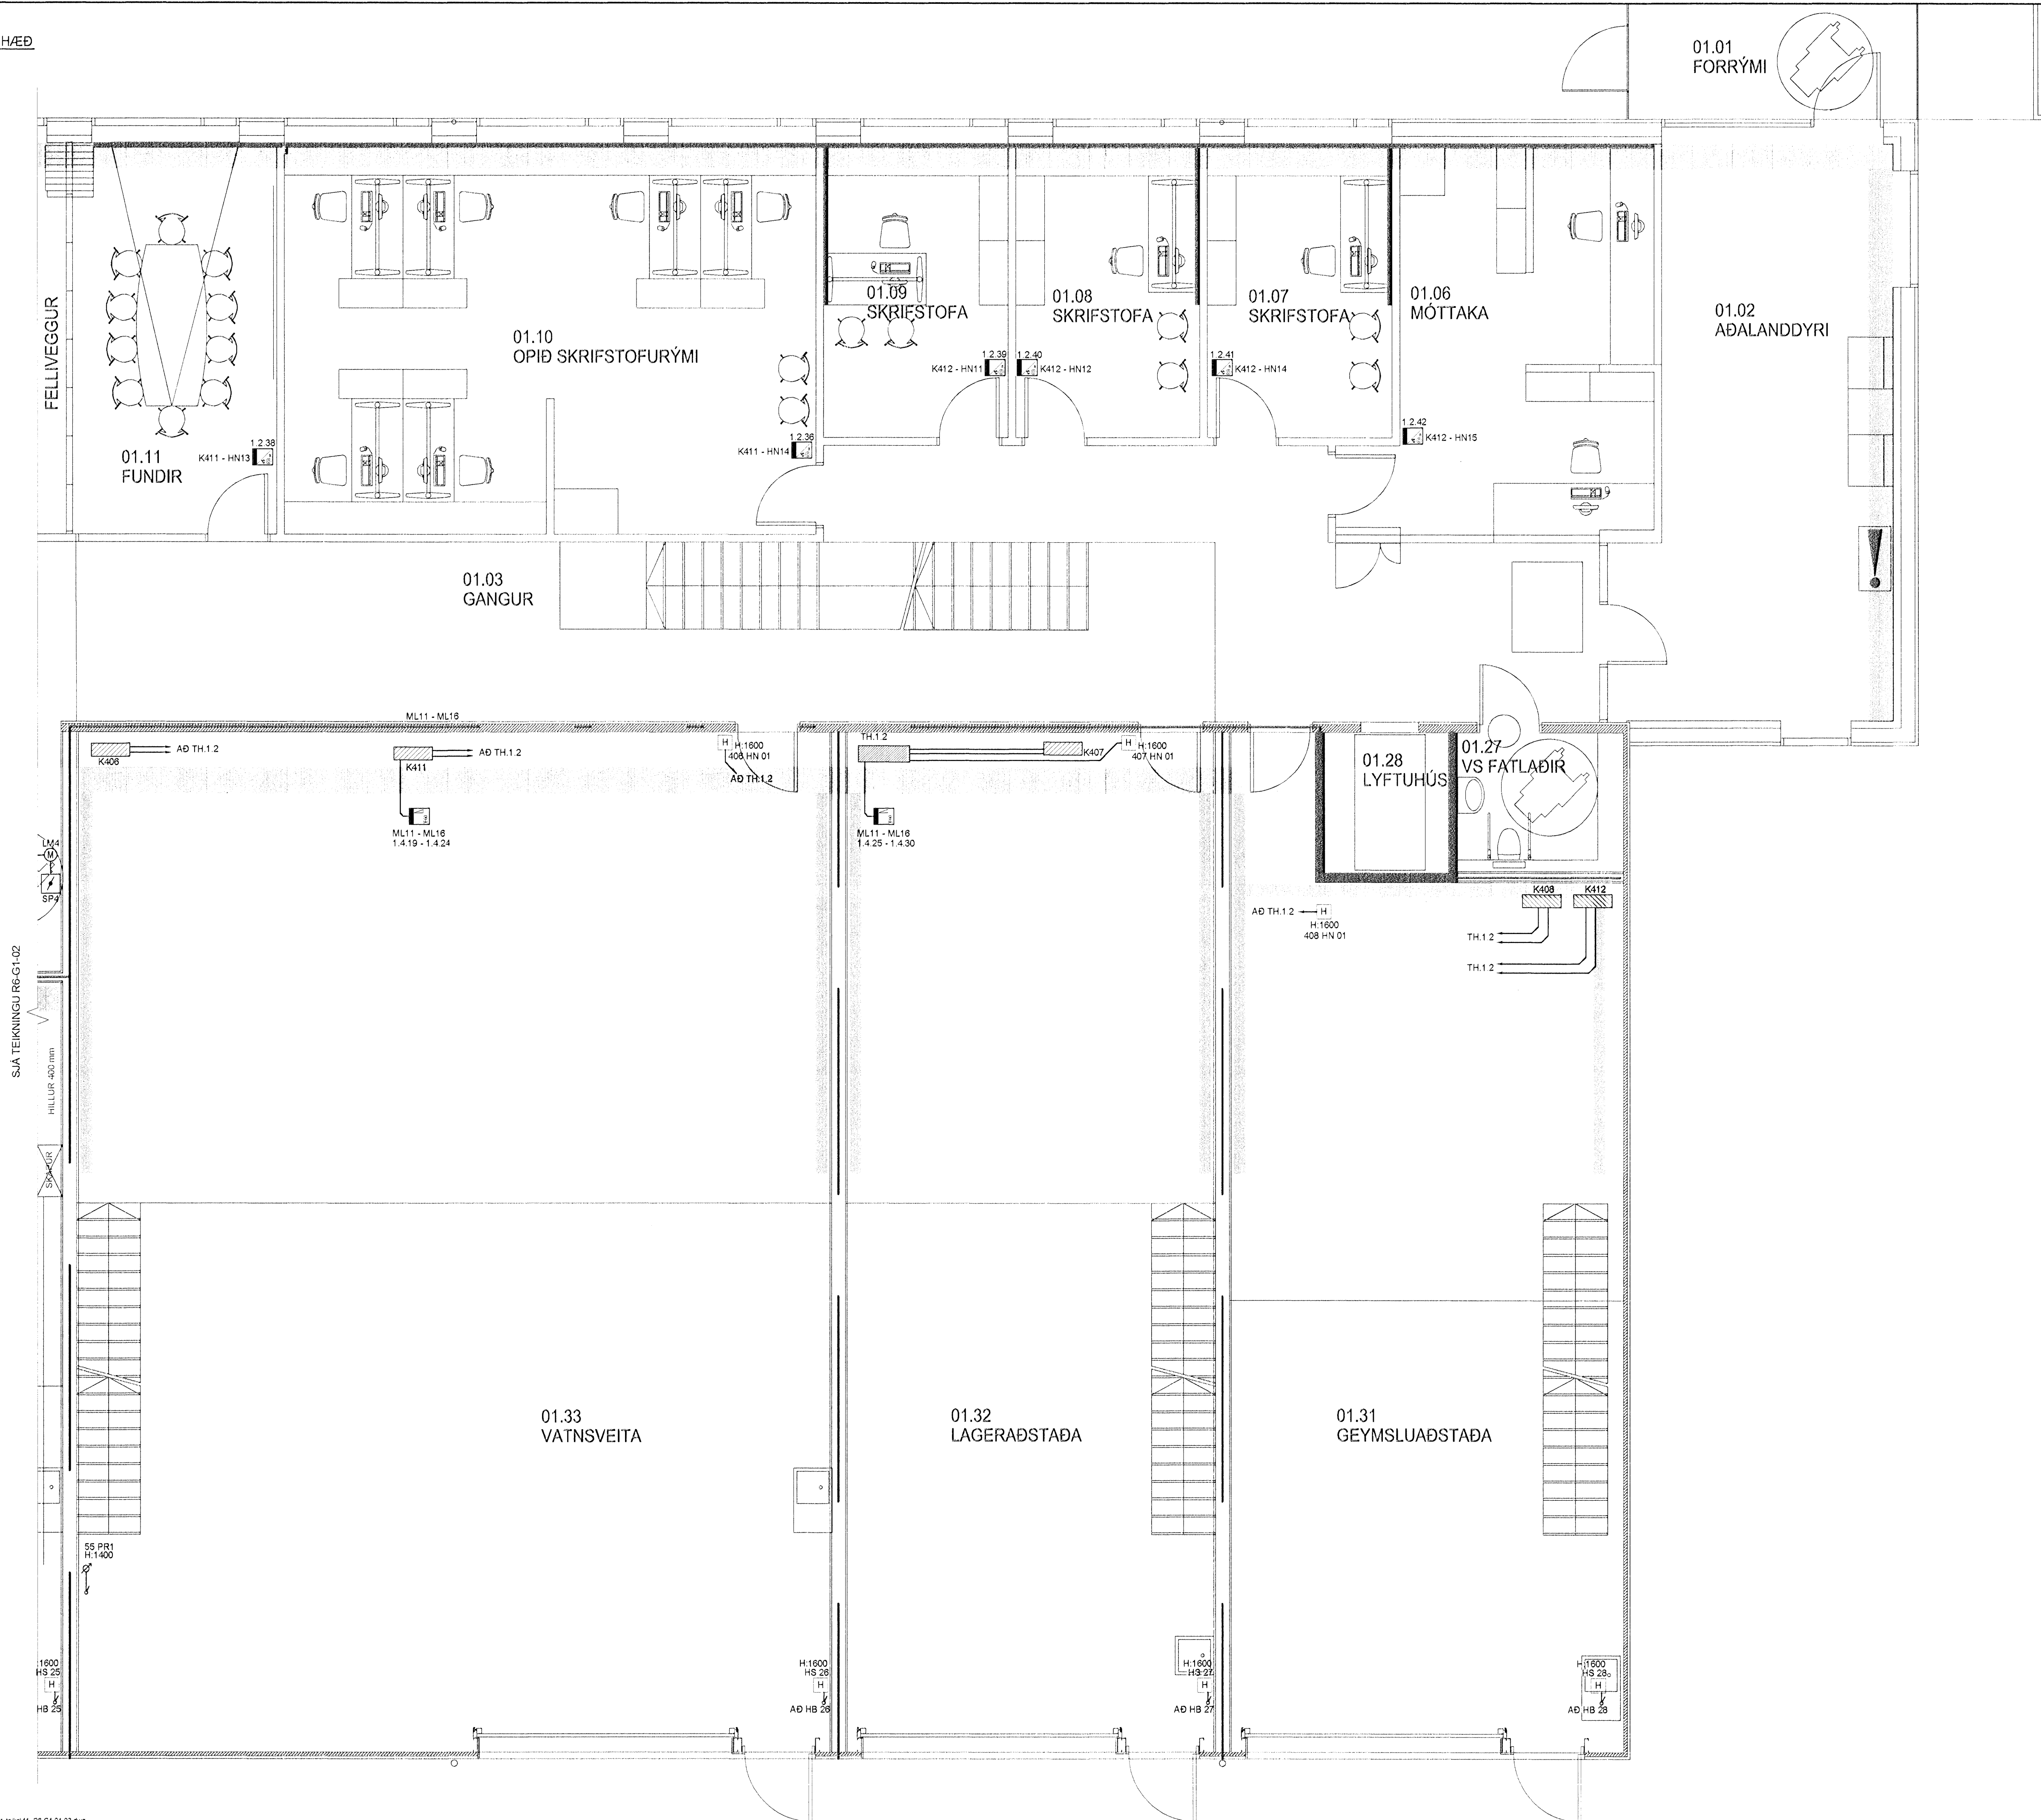 HÆÐ
01.01
FORRÝMI
FELLIVEGGUR
01.11
FUNDIR
1.2.38
K411 - HN13
01.10
OPIÐ SKRIFSTOFURÝMI
1.2.36
K411 - HN14
01.09
SKRIFSTOFA
1.2.39
K412 - HN11
01.08
SKRIFSTOFA
1.2.40
K412 - HN12
01.07
SKRIFSTOFA
1.2.41
K412 - HN14
01.06
MÓTTAKA
1.2.42
K412 - HN15
01.02
AÐALANDDYRI
01.03
GANGUR
ML11 - ML16
K406
AÐ TH.1.2
K411
AÐ TH.1.2
ML11 - ML16
1.4.19 - 1.4.24
H
H:1600
406 HN 01
AÐ TH.1.2
TH.1.2
K407
H
H:1600
407 HN 01
ML11 - ML16
1.4.25 - 1.4.30
01.28
LYFTUHÚS
01.27
VS FATLAÐIR
K408
K412
AÐ TH.1.2
H
H:1600
408 HN 01
TH.1.2
TH.1.2
LM4
M
SP4
SJÁ TEIKNINGU R6-G1-02
HILLUR 400 mm
SKÁPUR
01.33
VATNSVEITA
01.32
LAGERAÐSTAÐA
01.31
GEYMSLUAÐSTAÐA
55 PR1
H:1400
:1600
HS 25
H
HB 25
H:1600
HS 26
H
AÐ HB 26
H:1600
HS 27
H
AÐ HB 27
H:1600
HS 28
H
AÐ HB 28